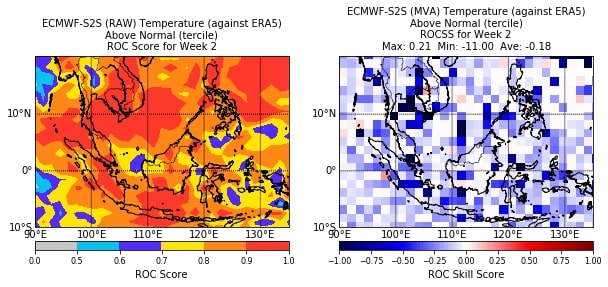 ECMWF-S2S (RAW) Temperature (against ERA5)
Above Normal (tercile)
ROC Score for Week 2
10°N
0°
10°S
90°E 100°E 110°E 120°E 130°E
0.0 0.5 0.6 0.7 0.8 0.9 1.0
ROC Score
ECMWF-S2S (MVA) Temperature (against ERA5)
Above Normal (tercile)
ROCSS for Week 2
Max: 0.21 Min: -11.00 Ave: -0.18
10°N
0°
10°S
90°E 100°E 110°E 120°E 130°E
−1.00 −0.75 −0.50 −0.25 0.00 0.25 0.50 0.75 1.00
ROC Skill Score